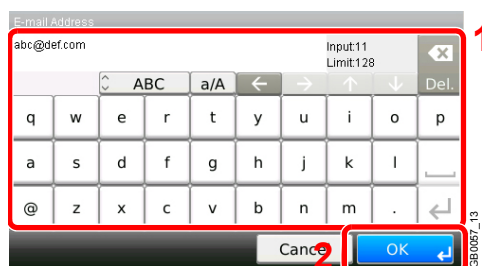 E-mail Address
abc@def.com Input:11
Limit:128
ABC a/A ← → ↑ ↓ Del.
q w e r t y u i o p
a s d f g h j k l
@ z x c v b n m .
Cancel OK
1
2
GB0057_13